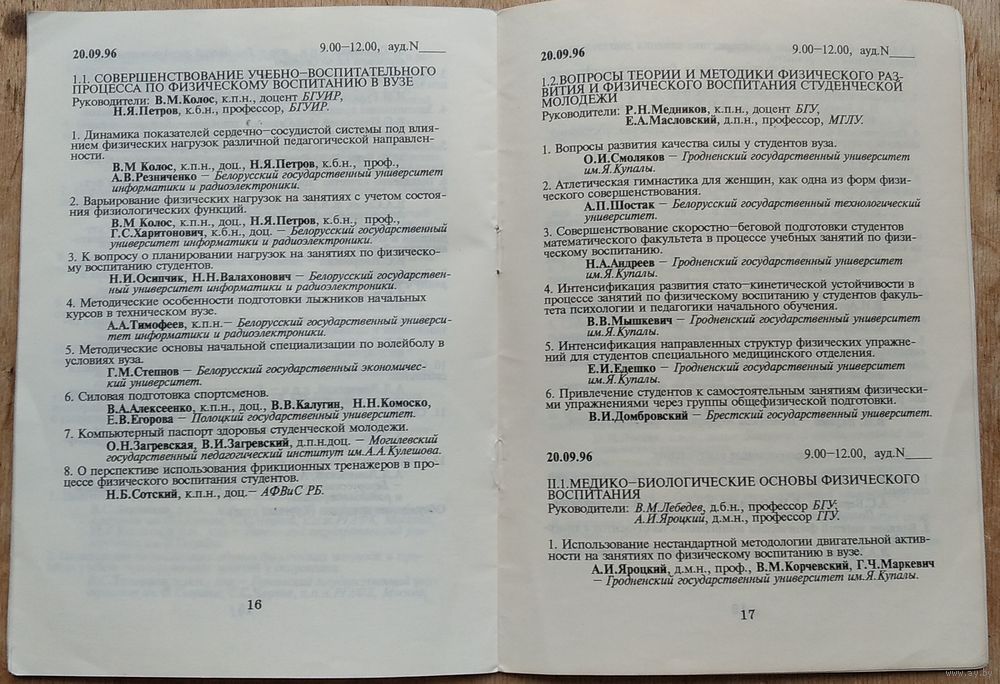 20.09.96 9.00—12.00, ауд.N____
1.1. СОВЕРШЕНСТВОВАНИЕ УЧЕБНО—ВОСПИТАТЕЛЬНОГО
ПРОЦЕССА ПО ФИЗИЧЕСКОМУ ВОСПИТАНИЮ В ВУЗЕ
Руководители: В.М.Колос, к.п.н., доцент БГУИР,
Н.Я.Петров, к.б.н., профессор, БГУИР.
1. Динамика показателей сердечно—сосудистой системы под влия-
нием физических нагрузок различной педагогической направлен-
ности.
В.М Колос, к.п.н., доц., Н.Я.Петров, к.б.н., проф.,
А.В.Резниченко — Белорусский государственный университет
информатики и радиоэлектроники.
2. Варьирование физических нагрузок на занятиях с учетом состоя-
ния физиологических функций.
В.М Колос, к.п.н., доц., Н.Я.Петров, к.б.н., проф.,
Г.С.Харитонович, к.б.н., доц. — Белорусский государственный
университет информатики и радиоэлектроники.
3. К вопросу о планировании нагрузок на занятиях по физическо-
му воспитанию студентов.
Н.И.Осипчик, Н.Н.Валахонович — Белорусский государствен-
ный университет информатики и радиоэлектроники.
4. Методические особенности подготовки лыжников начальных
курсов в техническом вузе.
А.А.Тимофеев, к.п.н.— Белорусский государственный универси-
тет информатики и радиоэлектроники.
5. Методические основы начальной специализации по волейболу в
условиях вуза.
Г.М.Степнов — Белорусский государственный экономичес-
кий университет.
6. Силовая подготовка спортсменов.
В.А.Алексеенко, к.п.н., доц., В.В.Калугин, Н.Н.Комоско,
Е.В.Егорова — Полоцкий государственный университет.
7. Компьютерный паспорт здоровья студенческой молодежи.
О.Н.Загревская, В.И.Загревский, д.п.н.доц. — Могилевский
государственный педагогический институт им.А.А.Кулешова.
8. О перспективе использования фрикционных тренажеров в про-
цессе физического воспитания студентов.
Н.Б.Сотский, к.п.н., доц.— АФВиС РБ.
16
20.09.96 9.00—12.00, ауд.N____
1.2.ВОПРОСЫ ТЕОРИИ И МЕТОДИКИ ФИЗИЧЕСКОГО РАЗ-
ВИТИЯ И ФИЗИЧЕСКОГО ВОСПИТАНИЯ СТУДЕНЧЕСКОЙ
МОЛОДЕЖИ
Руководители: Р.Н.Медников, к.п.н., доцент БГУ,
Е.А.Масловский, д.п.н., профессор, МГЛУ.
1. Вопросы развития качества силы у студентов вуза.
О.И.Смоляков — Гродненский государственный университет
им.Я.Купалы.
2. Атлетическая гимнастика для женщин, как одна из форм физи-
ческого совершенствования.
А.П.Шостак — Белорусский государственный технологический
университет.
3. Совершенствование скоростно—беговой подготовки студентов
математического факультета в процессе учебных занятий по физи-
ческому воспитанию.
Н.А.Андреев — Гродненский государственный университет
им.Я.Купалы.
4. Интенсификация развития стато—кинетической устойчивости в
процессе занятий по физическому воспитанию у студентов факуль-
тета психологии и педагогики начального обучения.
В.В.Мышкевич — Гродненский государственный университет
им.Я.Купалы.
5. Интенсификация направленных структур физических упражне-
ний для студентов специального медицинского отделения.
Е.И.Едешко — Гродненский государственный университет
им.Я.Купалы.
6. Привлечение студентов к самостоятельным занятиям физически-
ми упражнениями через группы общефизической подготовки.
В.И.Домбровский — Брестский государственный университет.
20.09.96 9.00—12.00, ауд.N____
II.1.МЕДИКО—БИОЛОГИЧЕСКИЕ ОСНОВЫ ФИЗИЧЕСКОГО
ВОСПИТАНИЯ
Руководители: В.М.Лебедев, д.б.н., профессор БГУ;
А.И.Яроцкий, д.м.н., профессор ГГУ.
1. Использование нестандартной методологии двигательной актив-
ности на занятиях по физическому воспитанию в вузе.
А.И.Яроцкий, д.м.н., проф., В.М.Корчевский, Г.Ч.Маркевич
— Гродненский государственный университет им.Я.Купалы.
17
www.ay.by